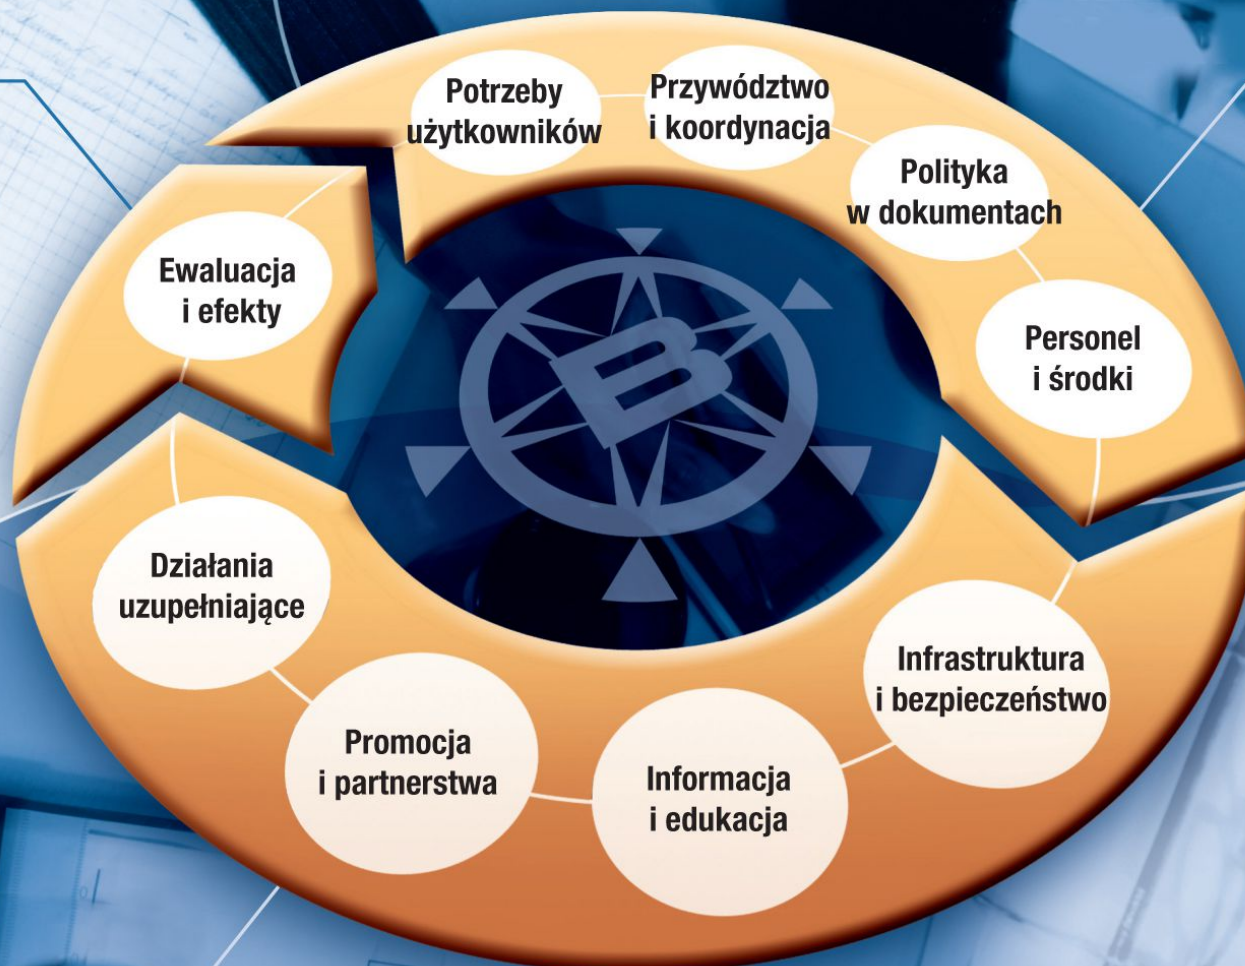 Potrzeby
użytkowników
Przywództwo
i koordynacja
Polityka
w dokumentach
Personel
i środki
Infrastruktura
i bezpieczeństwo
Informacja
i edukacja
Promocja
i partnerstwa
Działania
uzupełniające
Ewaluacja
i efekty
B